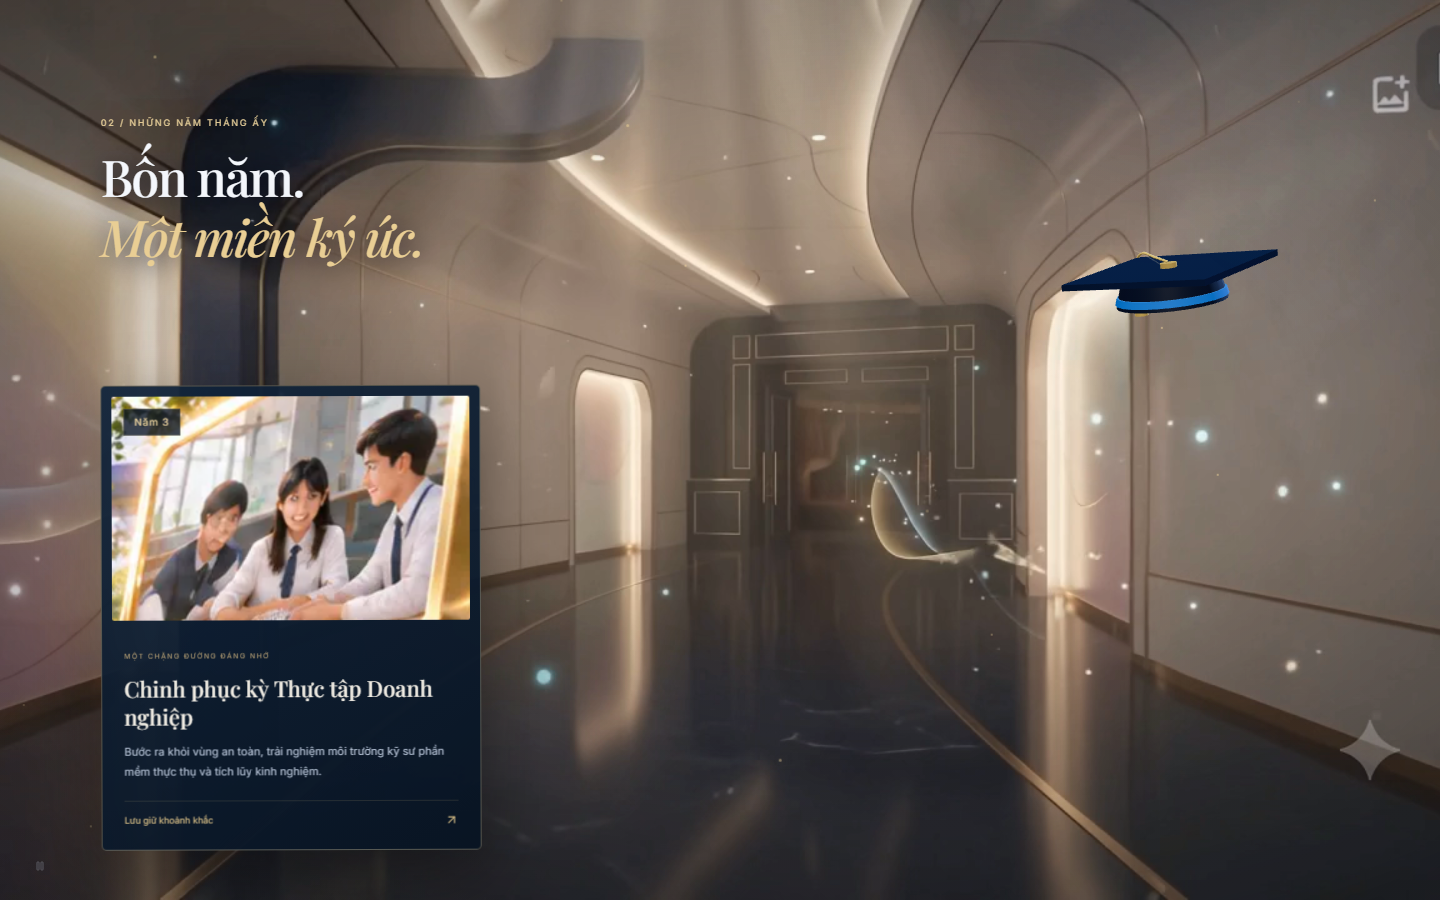 02 / NHỮNG NĂM THÁNG ẤY
Bốn năm.
Một miền ký ức.
Năm 3
MỘT CHẶNG ĐƯỜNG ĐÁNG NHỚ
Chinh phục kỳ Thực tập Doanh
nghiệp
Bước ra khỏi vùng an toàn, trải nghiệm môi trường kỹ sư phần
mềm thực thụ và tích lũy kinh nghiệm.
Lưu giữ khoảnh khắc